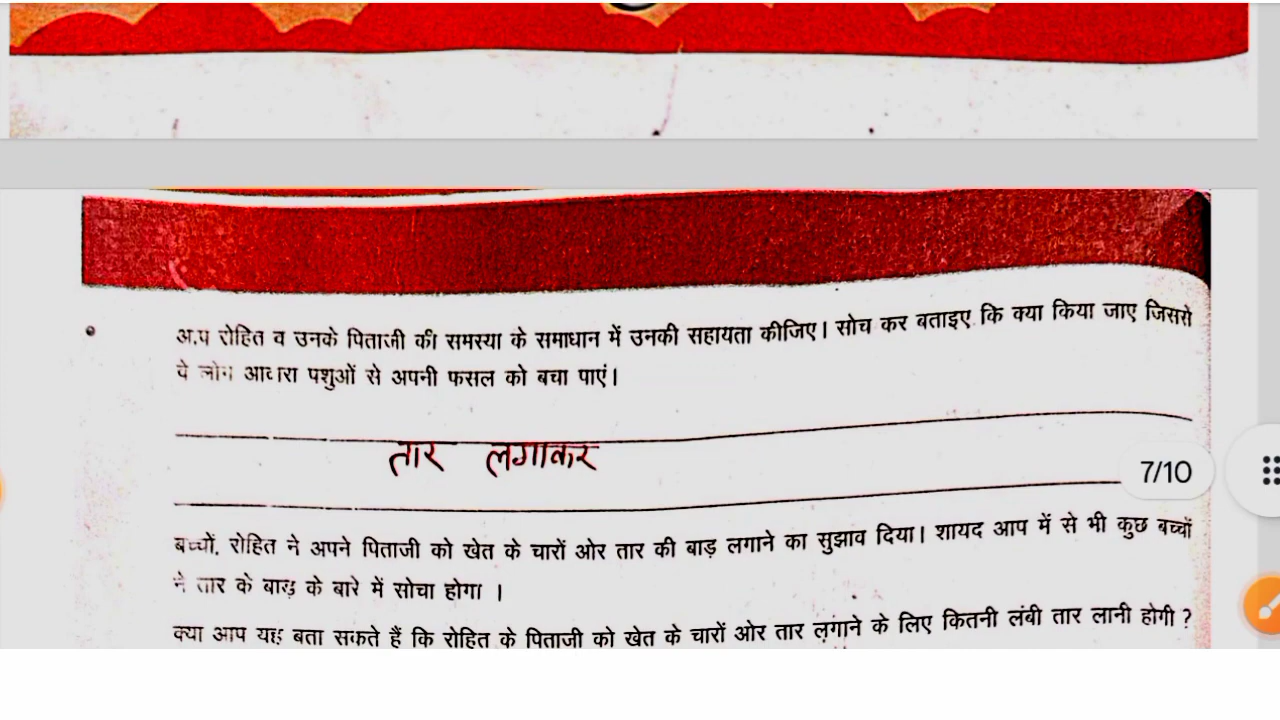 आप रोहित व उनके पिताजी की समस्या के समाधान में उनकी सहायता कीजिए। सोच कर बताइए कि क्या किया जाए जिससे
वे लोग आवारा पशुओं से अपनी फसल को बचा पाएं।
तार लगाकर
7/10
बच्चों, रोहित ने अपने पिताजी को खेत के चारों ओर तार की बाड़ लगाने का सुझाव दिया। शायद आप में से भी कुछ बच्चों
ने तार के बाड़ के बारे में सोचा होगा ।
क्या आप यह बता सकते हैं कि रोहित के पिताजी को खेत के चारों ओर तार लगाने के लिए कितनी लंबी तार लानी होगी ?